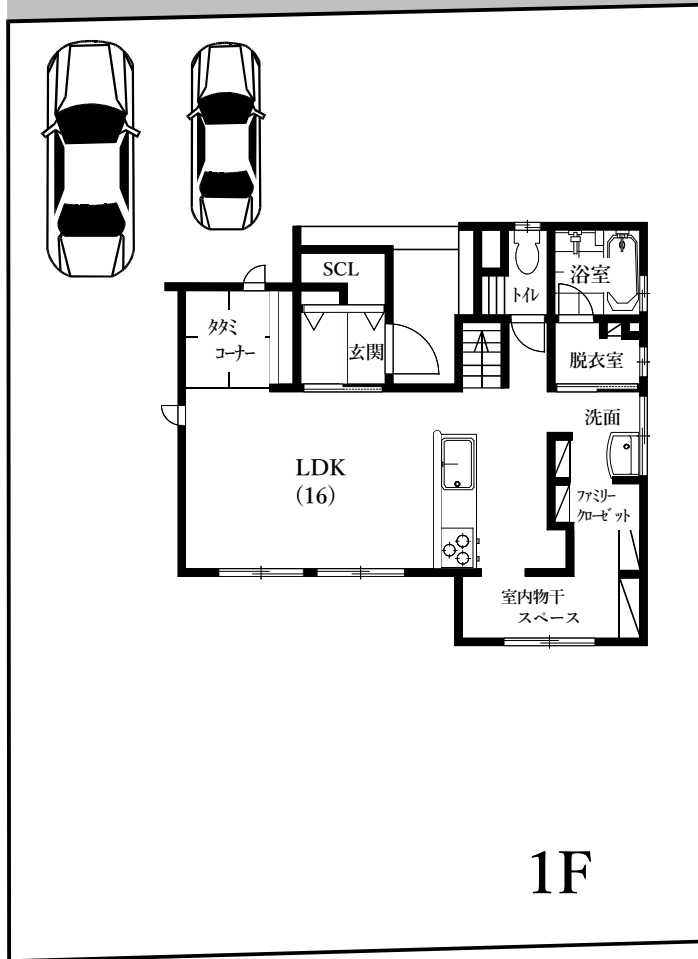 SCL
浴室
トイレ
タタミ
コーナー
玄関
脱衣室
洗面
LDK
(16)
ファミリー
クローゼット
室内物干
スペース
1F